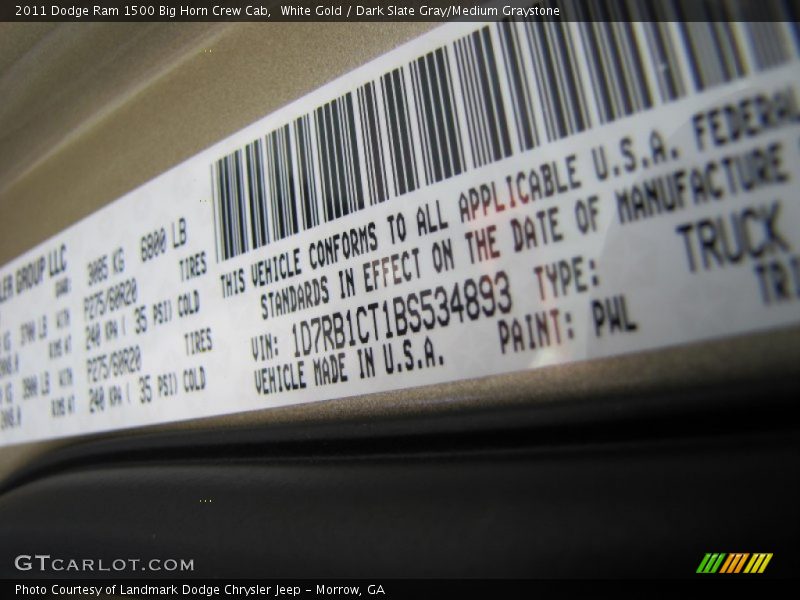 2011 Dodge Ram 1500 Big Horn Crew Cab,  White Gold / Dark Slate Gray/Medium Graystone
LER GROUP LLC
3085 KG 6800 LB
TIRES
P275/60R20
240 KPA ( 35 PSI) COLD
TIRES
P275/60R20
240 KPA ( 35 PSI) COLD
THIS VEHICLE CONFORMS TO ALL APPLICABLE U.S.A. FEDERAL
STANDARDS IN EFFECT ON THE DATE OF MANUFACTURE
VIN: 1D7RB1CT1BS534893 TYPE: TRUCK
VEHICLE MADE IN U.S.A. PAINT: PWL TRI
GTCARLOT.COM
Photo Courtesy of Landmark Dodge Chrysler Jeep - Morrow, GA